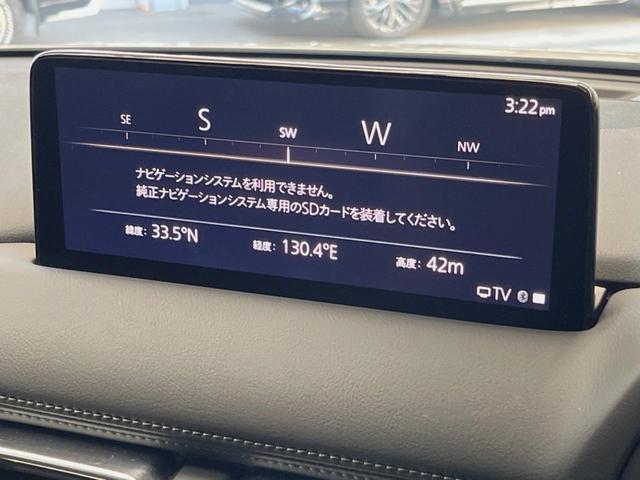 3:22pm
SE S SW W NW
ナビゲーションシステムを利用できません。
純正ナビゲーションシステム専用のSDカードを装着してください。
緯度: 33.5°N 経度: 130.4°E 高度: 42m
TV